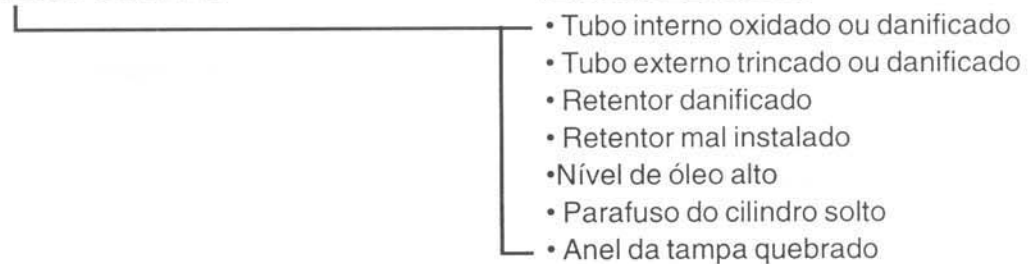 • Tubo interno oxidado ou danificado
• Tubo externo trincado ou danificado
• Retentor danificado
• Retentor mal instalado
•Nível de óleo alto
• Parafuso do cilindro solto
• Anel da tampa quebrado